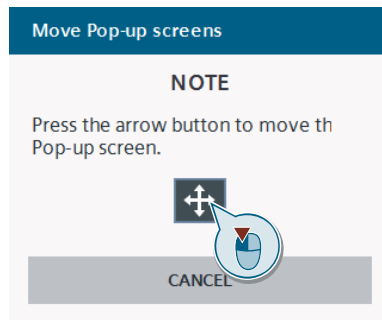 Move Pop-up screens
NOTE
Press the arrow button to move th
Pop-up screen.
CANCEL